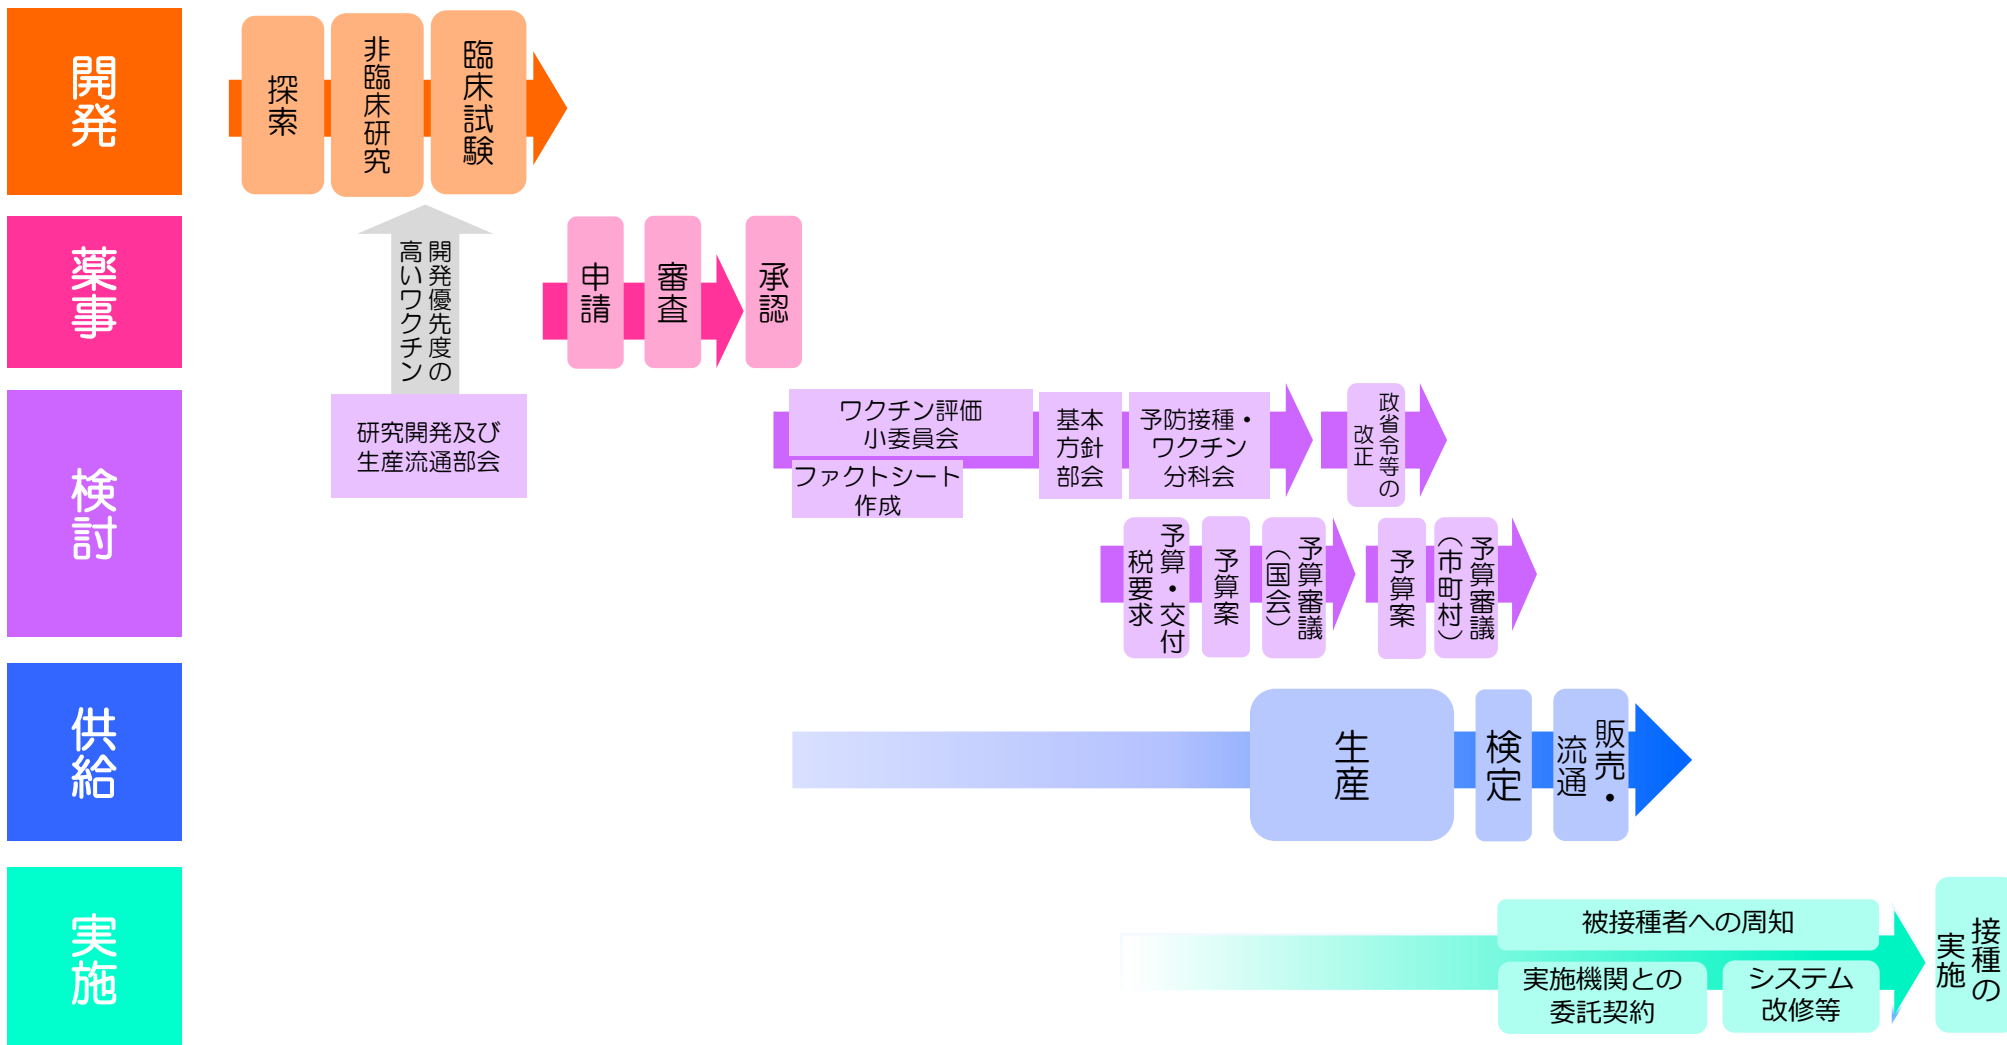 開発
探索
非臨床研究
臨床試験
薬事
開発優先度の
高いワクチン
申請
審査
承認
検討
研究開発及び
生産流通部会
ワクチン評価
小委員会
ファクトシート
作成
基本
方針
部会
予防接種・
ワクチン
分科会
政省令等の
改正
予算・交付
税要求
予算案
予算審議
（国会）
予算案
予算審議
（市町村）
供給
生産
検定
販売・
流通
実施
被接種者への周知
実施機関との
委託契約
システム
改修等
接種の
実施